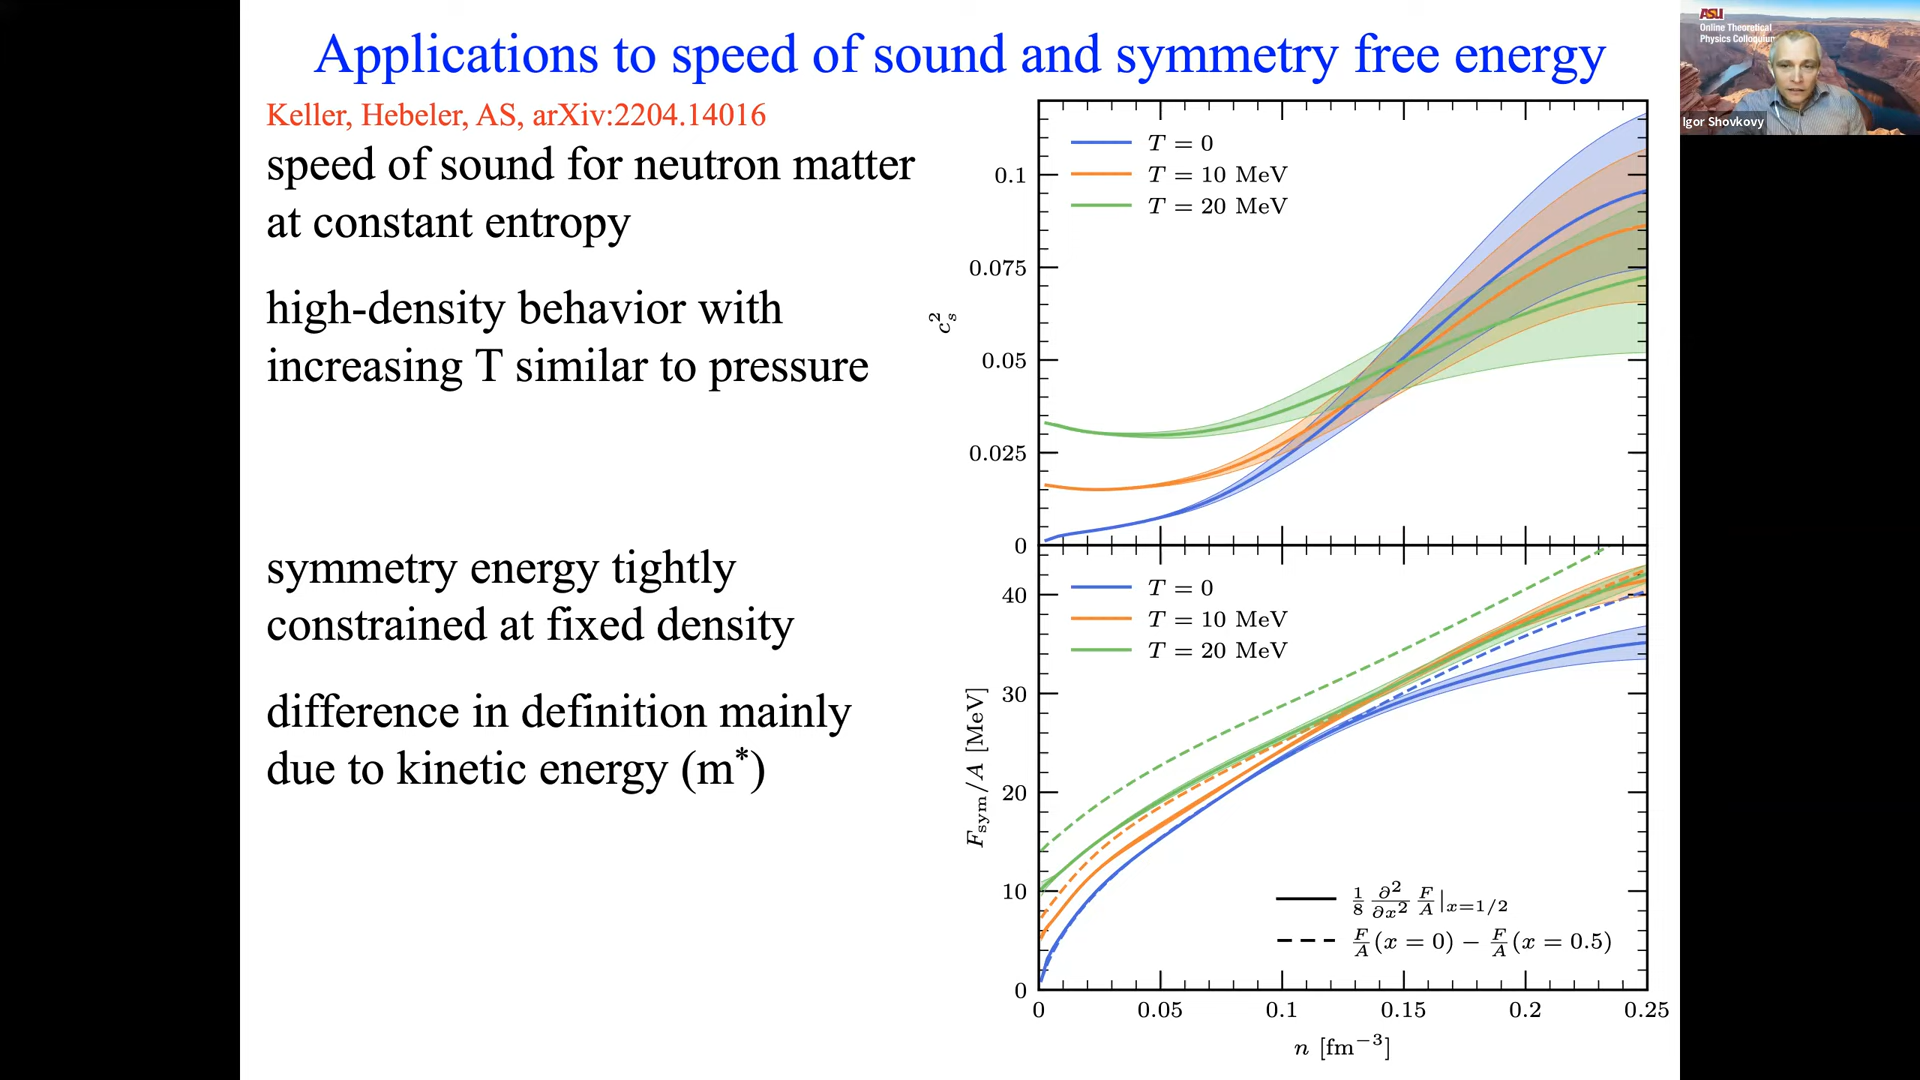 Applications to speed of sound and symmetry free energy
Keller, Hebeler, AS, arXiv:2204.14016
speed of sound for neutron matter
at constant entropy
high-density behavior with
increasing T similar to pressure
symmetry energy tightly
constrained at fixed density
difference in definition mainly
due to kinetic energy (m*)
T = 0
T = 10 MeV
T = 20 MeV
0.1
0.075
0.05
0.025
0
c_s^2
T = 0
T = 10 MeV
T = 20 MeV
40
30
20
10
0
F_sym/A [MeV]
1/8 ∂²/∂x² F/A |x=1/2
F/A (x = 0) − F/A (x = 0.5)
0 0.05 0.1 0.15 0.2 0.25
n [fm⁻³]
ASU
Online Theoretical
Physics Colloquium
Igor Shovkovy